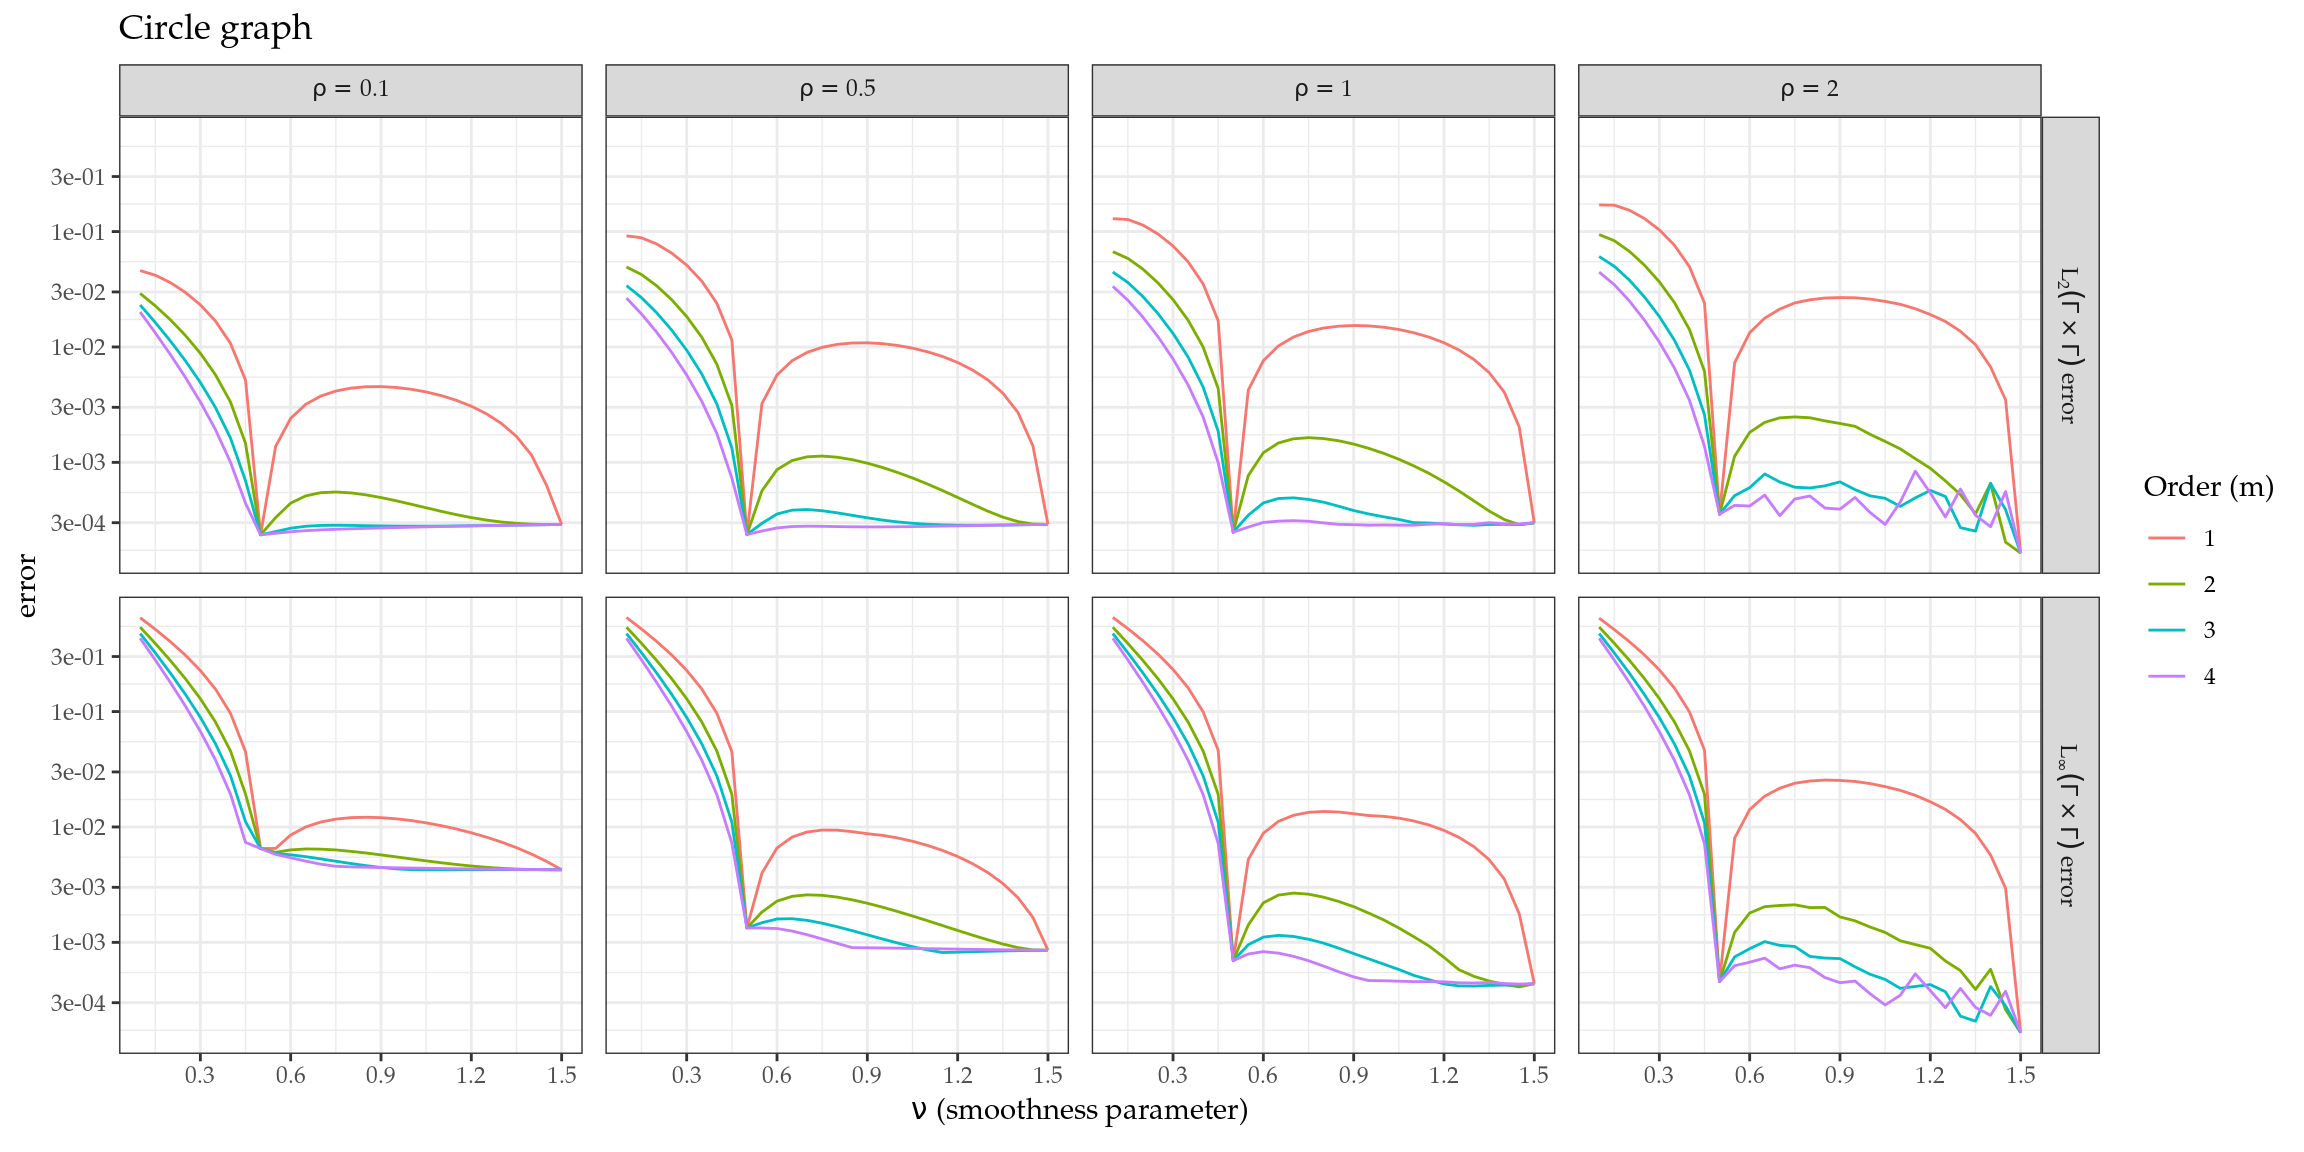 Circle graph
ρ = 0.1
ρ = 0.5
ρ = 1
ρ = 2
3e-01
1e-01
3e-02
1e-02
3e-03
1e-03
3e-04
L₂(Γ × Γ) error
3e-01
1e-01
3e-02
1e-02
3e-03
1e-03
3e-04
L∞(Γ × Γ) error
error
0.3 0.6 0.9 1.2 1.5
0.3 0.6 0.9 1.2 1.5
0.3 0.6 0.9 1.2 1.5
0.3 0.6 0.9 1.2 1.5
ν (smoothness parameter)
Order (m)
1
2
3
4